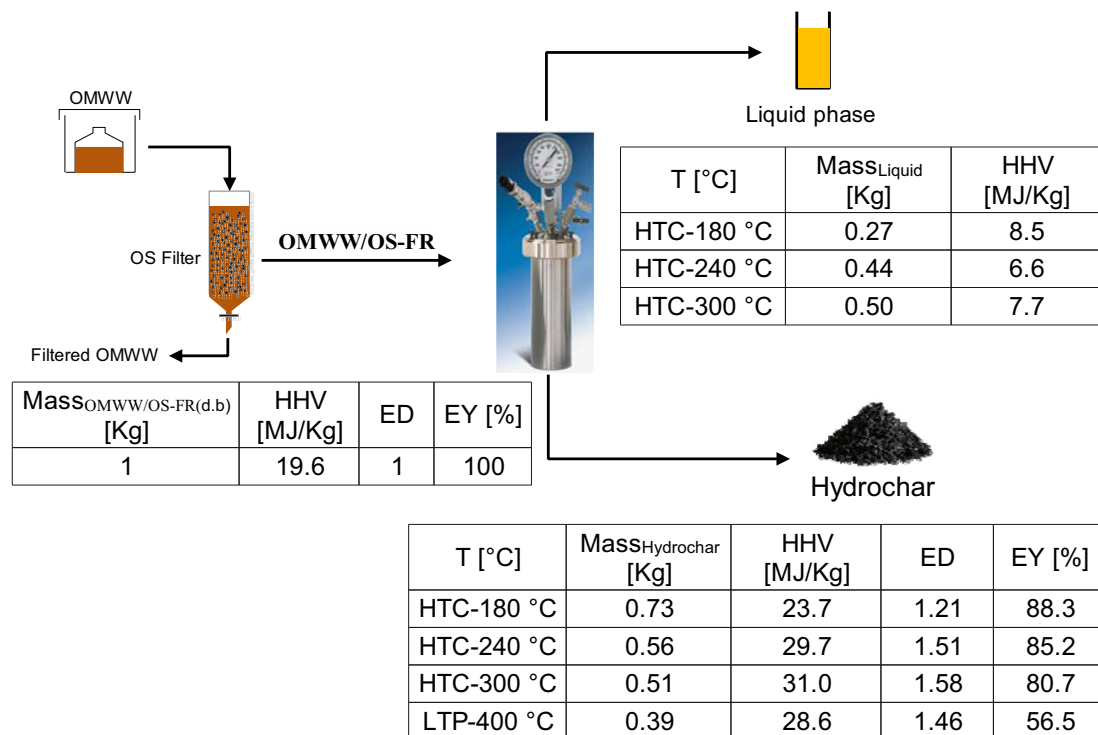 OMWW
OS Filter
OMWW/OS-FR
Filtered OMWW
Liquid phase
T [°C] MassLiquid [Kg] HHV [MJ/Kg]
HTC-180 °C 0.27 8.5
HTC-240 °C 0.44 6.6
HTC-300 °C 0.50 7.7
MassOMWW/OS-FR(d.b) [Kg] HHV [MJ/Kg] ED EY [%]
1 19.6 1 100
Hydrochar
T [°C] MassHydrochar [Kg] HHV [MJ/Kg] ED EY [%]
HTC-180 °C 0.73 23.7 1.21 88.3
HTC-240 °C 0.56 29.7 1.51 85.2
HTC-300 °C 0.51 31.0 1.58 80.7
LTP-400 °C 0.39 28.6 1.46 56.5